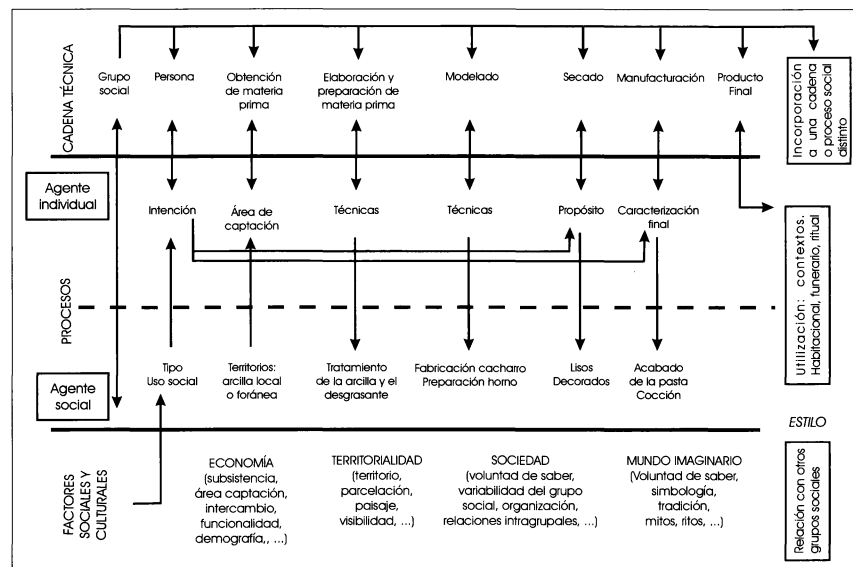 CADENA TÉCNICA
Grupo
social
Persona
Obtención
de materia
prima
Elaboración y
preparación de
materia prima
Modelado
Secado
Manufacturación
Producto
Final
Incorporación
a una cadena
o proceso social
distinto
Agente
individual
PROCESOS
Intención
Área de
captación
Técnicas
Técnicas
Propósito
Caracterización
final
Utilización: contextos.
Habitacional, funerario, ritual
Agente
social
Tipo
Uso social
Territorios:
arcilla local
o foránea
Tratamiento
de la arcilla y el
desgrasante
Fabricación cacharro
Preparación horno
Lisos
Decorados
Acabado
de la pasta
Cocción
ESTILO
FACTORES
SOCIALES Y
CULTURALES
ECONOMÍA
(subsistencia,
área captación,
intercambio,
funcionalidad,
demografía,, ...)
TERRITORIALIDAD
(territorio,
parcelación,
paisaje,
visibilidad, ...)
SOCIEDAD
(voluntad de saber,
variabilidad del grupo
social, organización,
relaciones intragrupales, ...)
MUNDO IMAGINARIO
(Voluntad de saber,
simbología,
tradición,
mitos, ritos, ...)
Relación con otros
grupos sociales